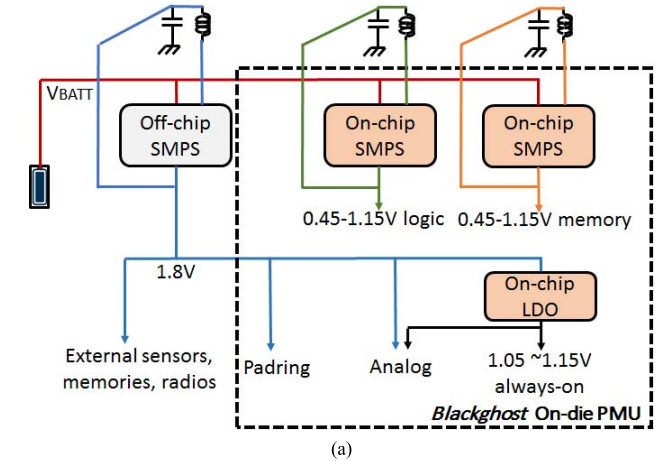 VBATT
Off-chip
SMPS
On-chip
SMPS
On-chip
SMPS
0.45-1.15V logic
0.45-1.15V memory
1.8V
On-chip
LDO
External sensors,
memories, radios
Padring
Analog
1.05 ~1.15V
always-on
Blackghost On-die PMU
(a)